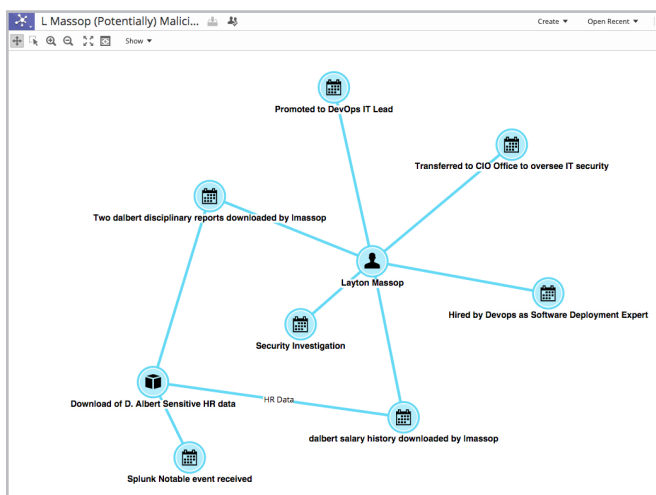 L Massop (Potentially) Malici...
Create
Open Recent
Show
Promoted to DevOps IT Lead
Transferred to CIO Office to oversee IT security
Two dalbert disciplinary reports downloaded by lmassop
Layton Massop
Hired by Devops as Software Deployment Expert
Security Investigation
HR Data
Download of D. Albert Sensitive HR data
dalbert salary history downloaded by lmassop
Splunk Notable event received